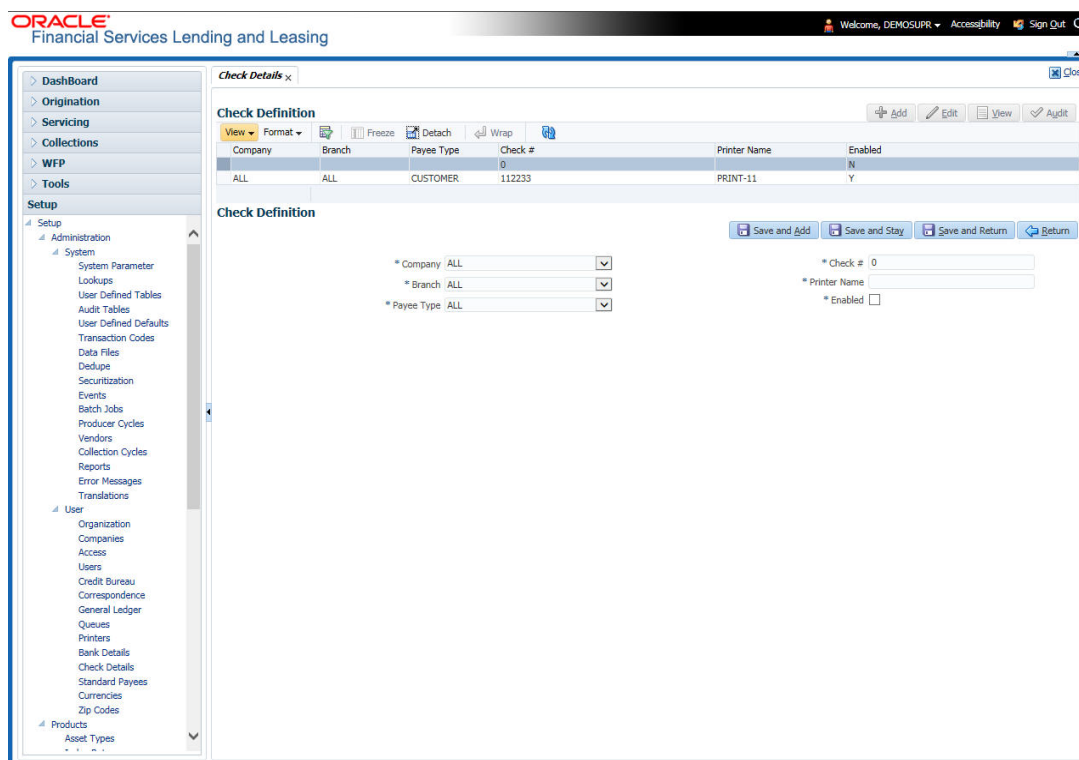 ORACLE®
Financial Services Lending and Leasing
Welcome, DEMOSUPR Accessibility Sign Out
DashBoard
Origination
Servicing
Collections
WFP
Tools
Setup
Setup
Administration
System
System Parameter
Lookups
User Defined Tables
Audit Tables
User Defined Defaults
Transaction Codes
Data Files
Dedupe
Securitization
Events
Batch Jobs
Producer Cycles
Vendors
Collection Cycles
Reports
Error Messages
Translations
User
Organization
Companies
Access
Users
Credit Bureau
Correspondence
General Ledger
Queues
Printers
Bank Details
Check Details
Standard Payees
Currencies
Zip Codes
Products
Asset Types
Check Details x
Clos
Check Definition
Add Edit View Audit
View Format Freeze Detach Wrap
Company Branch Payee Type Check # Printer Name Enabled
0 N
ALL ALL CUSTOMER 112233 PRINT-11 Y
Check Definition
Save and Add Save and Stay Save and Return Return
* Company ALL
* Branch ALL
* Payee Type ALL
* Check # 0
* Printer Name
* Enabled